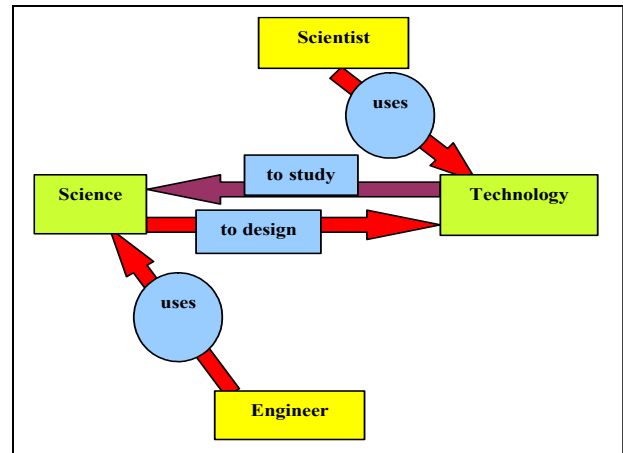 Scientist
uses
to study
Science
Technology
to design
uses
Engineer